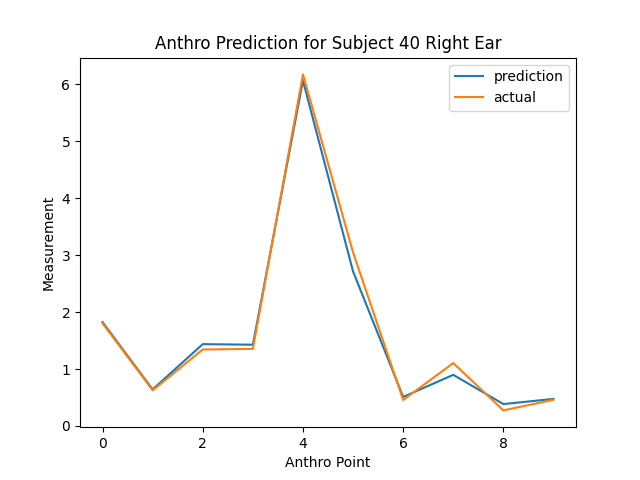 Anthro Prediction for Subject 40 Right Ear
prediction
actual
6
5
4
3
2
1
0
Measurement
0 2 4 6 8
Anthro Point